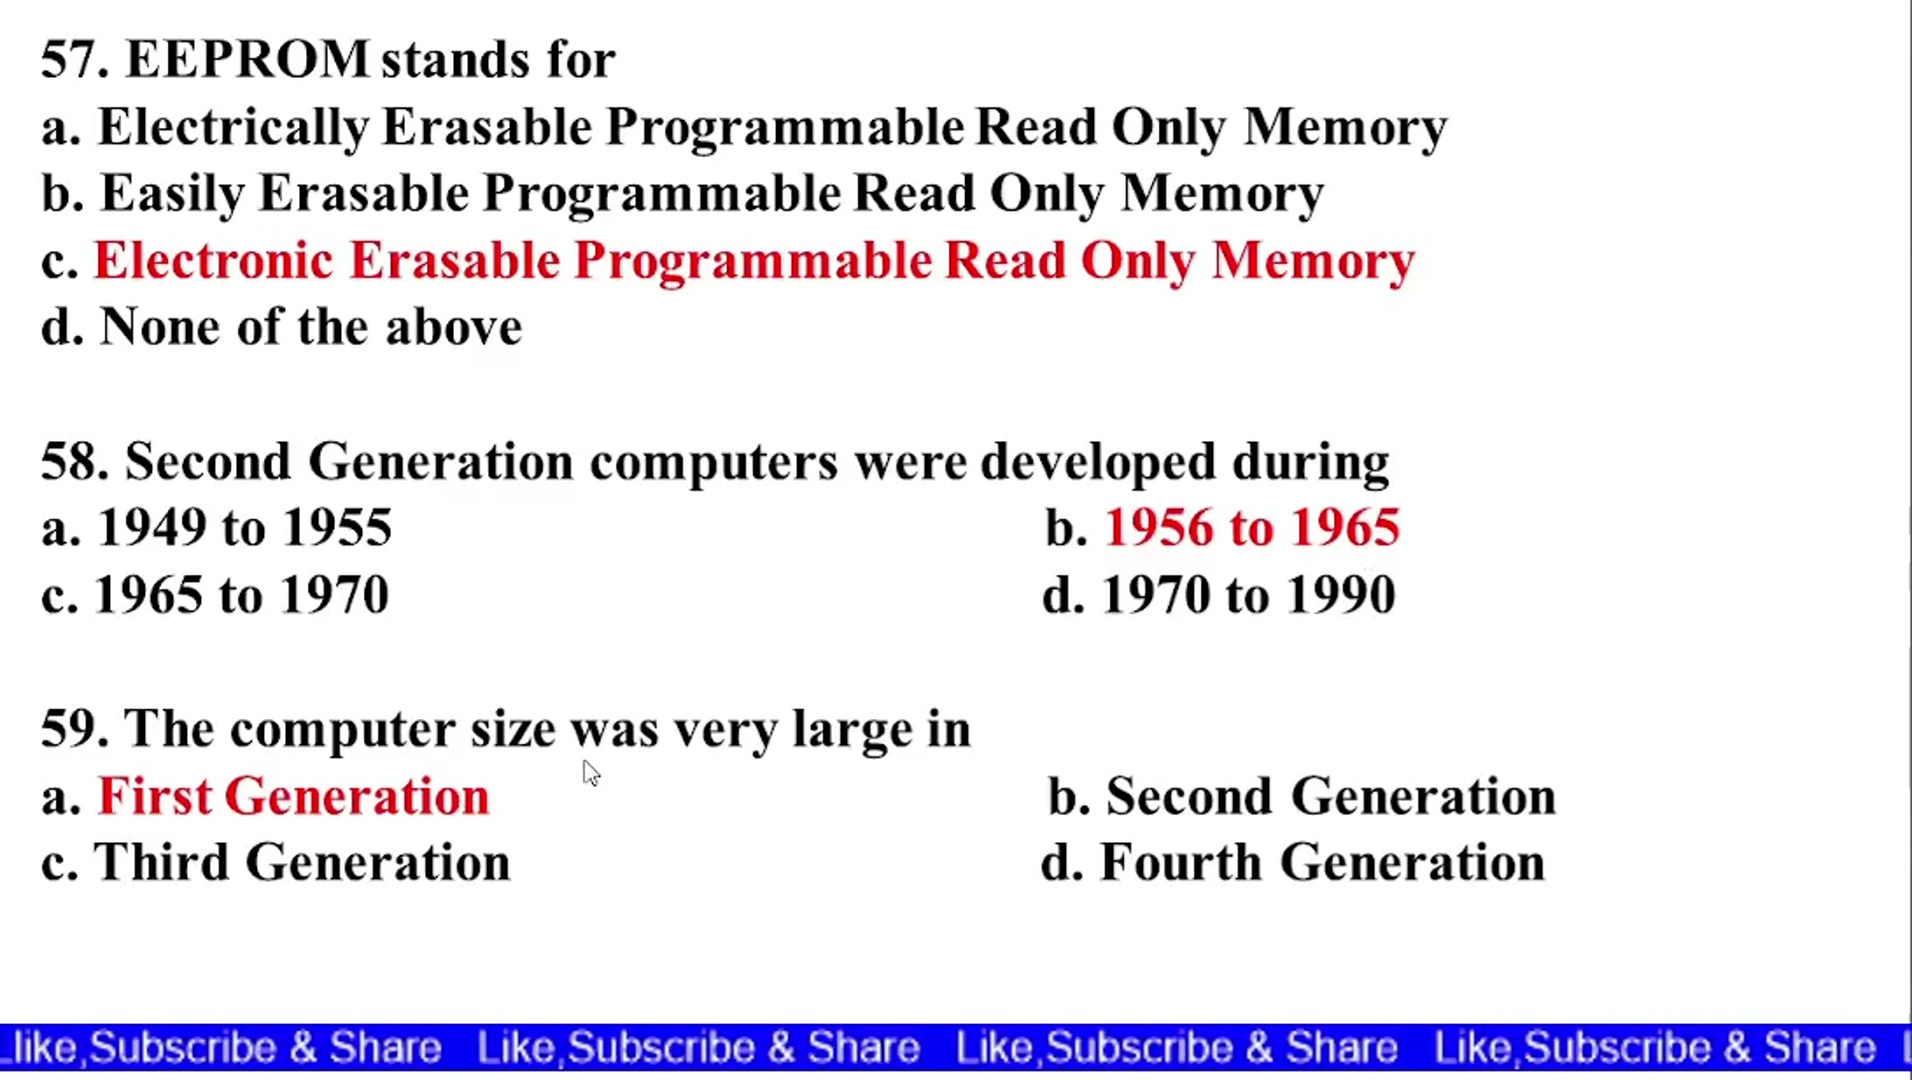 57. EEPROM stands for
a. Electrically Erasable Programmable Read Only Memory
b. Easily Erasable Programmable Read Only Memory
c. Electronic Erasable Programmable Read Only Memory
d. None of the above
58. Second Generation computers were developed during
a. 1949 to 1955 b. 1956 to 1965
c. 1965 to 1970 d. 1970 to 1990
59. The computer size was very large in
a. First Generation b. Second Generation
c. Third Generation d. Fourth Generation
like,Subscribe & Share Like,Subscribe & Share Like,Subscribe & Share Like,Subscribe & Share